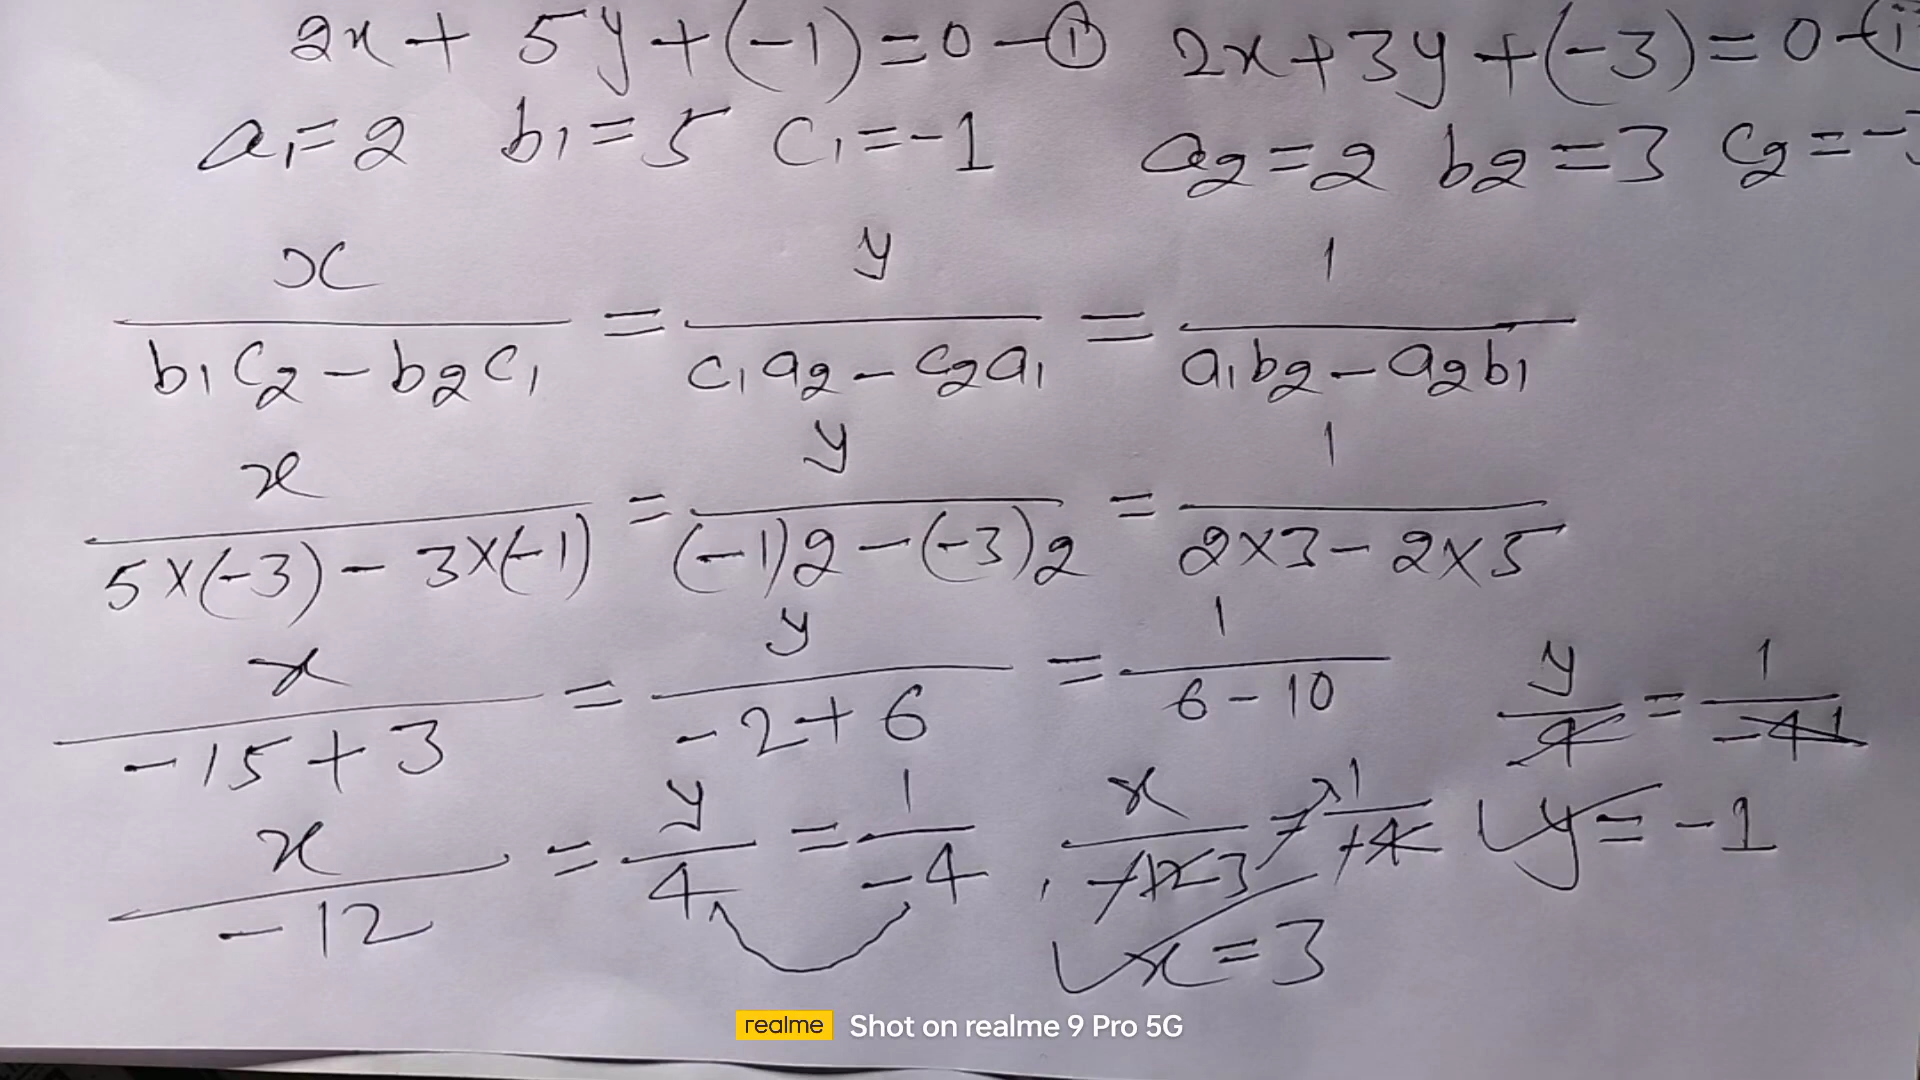 2x + 5y + (-1) = 0 - ① 2x + 3y + (-3) = 0 -
a1 = 2 b1 = 5 c1 = -1 a2 = 2 b2 = 3 c2 = -3
x y 1
b1c2 - b2c1 = c1a2 - c2a1 = a1b2 - a2b1
x y 1
5×(-3) - 3×(-1) = (-1)2 - (-3)2 = 2×3 - 2×5
x y 1
-15 + 3 = -2 + 6 = 6 - 10
x y 1
-12 = 4 = -4
x 1
-12 3 = -4
x = 3
y 1
4 = -4 1
y = -1
realme Shot on realme 9 Pro 5G